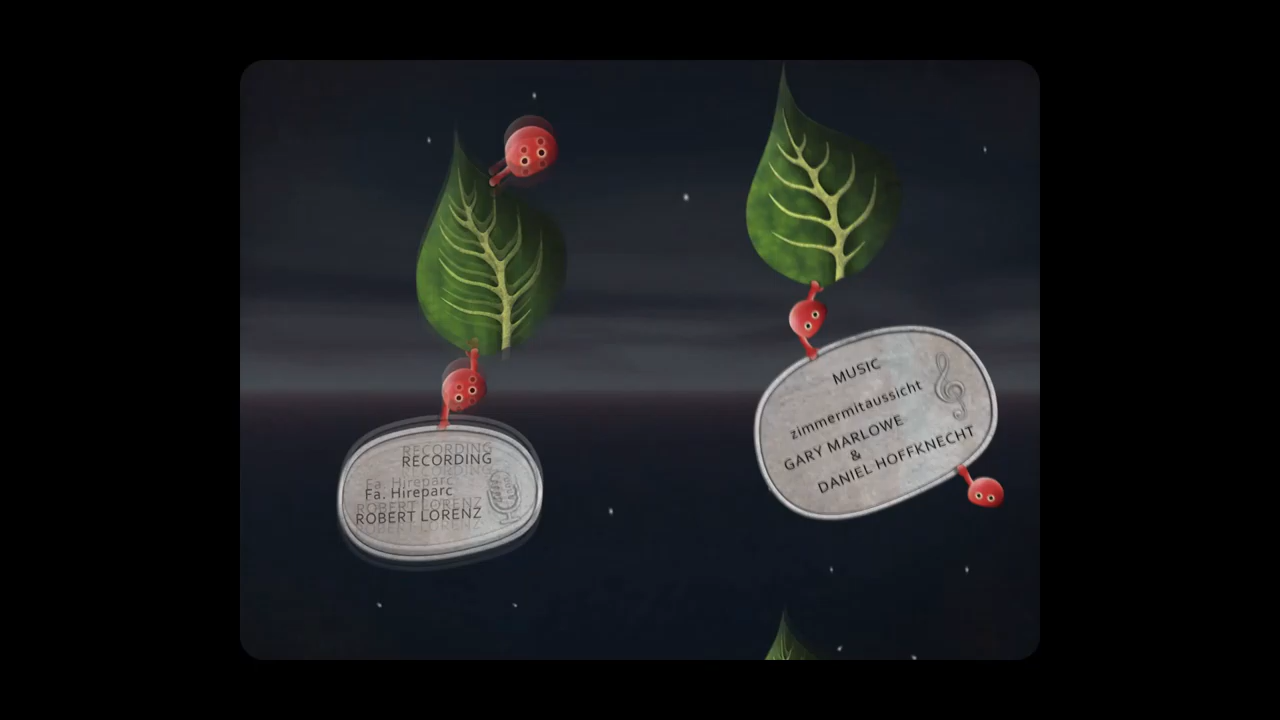 RECORDING
Fa. Hireparc
ROBERT LORENZ
MUSIC
zimmermitaussicht
GARY MARLOWE
&
DANIEL HOFFKNECHT